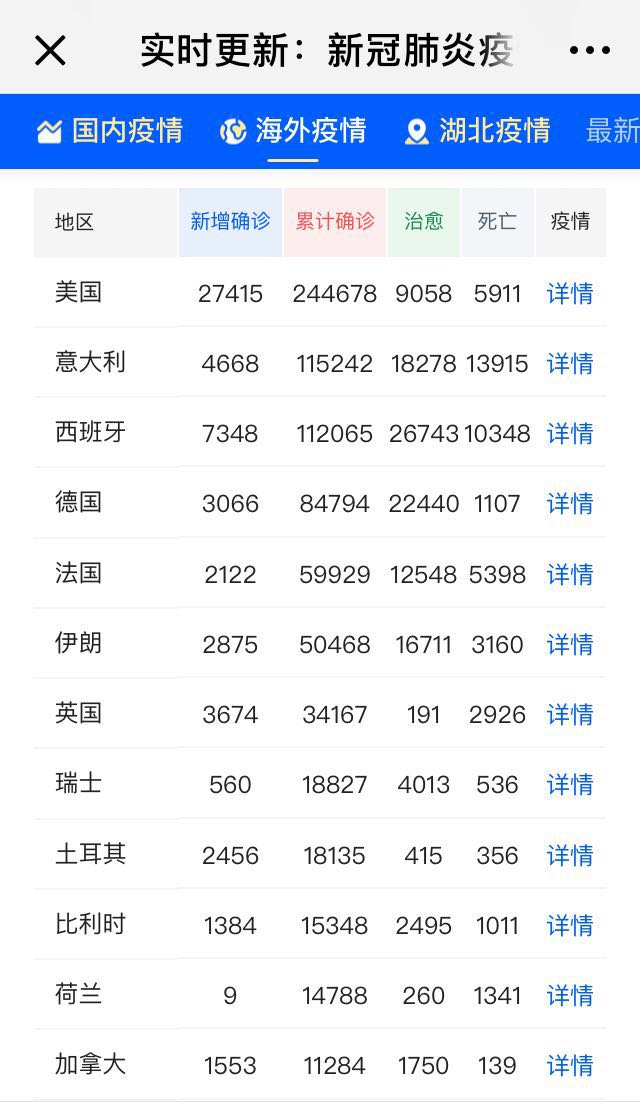 实时更新：新冠肺炎疫
国内疫情 海外疫情 湖北疫情 最新
地区 新增确诊 累计确诊 治愈 死亡 疫情
美国 27415 244678 9058 5911 详情
意大利 4668 115242 18278 13915 详情
西班牙 7348 112065 26743 10348 详情
德国 3066 84794 22440 1107 详情
法国 2122 59929 12548 5398 详情
伊朗 2875 50468 16711 3160 详情
英国 3674 34167 191 2926 详情
瑞士 560 18827 4013 536 详情
土耳其 2456 18135 415 356 详情
比利时 1384 15348 2495 1011 详情
荷兰 9 14788 260 1341 详情
加拿大 1553 11284 1750 139 详情